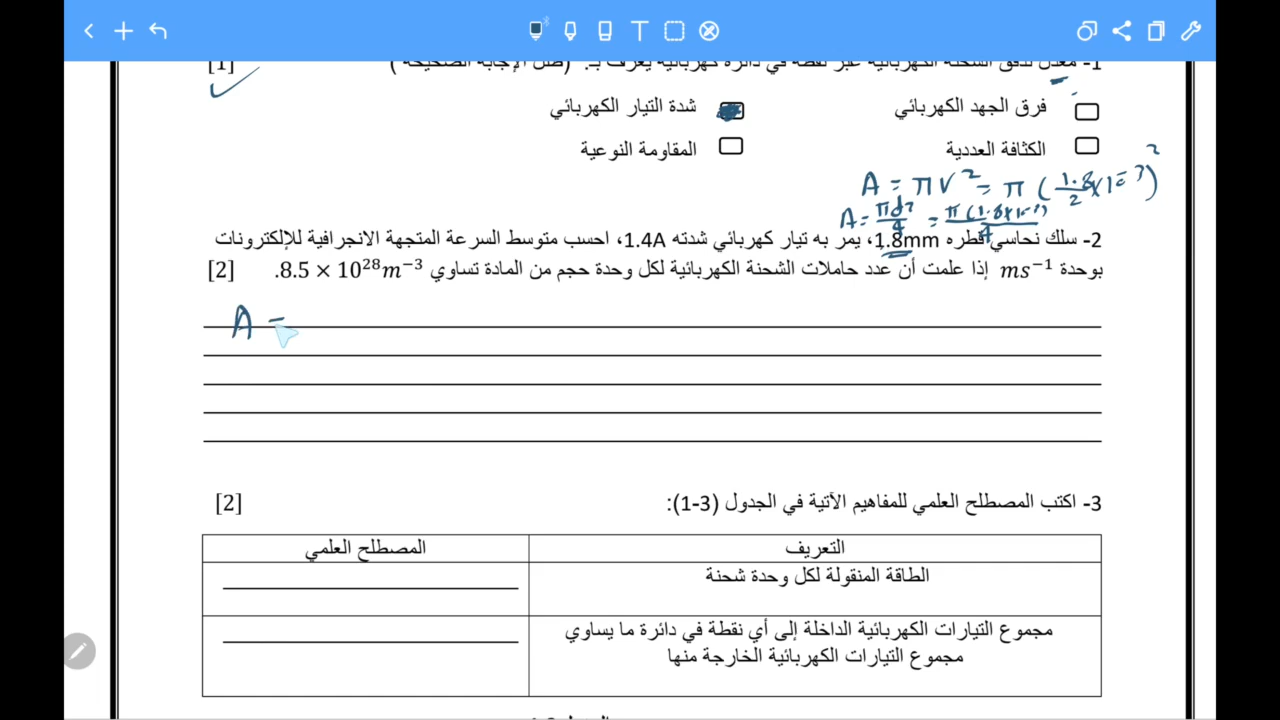 1- معدل تدفق الشحنة الكهربائية عبر نقطة في دائرة كهربائية يعرف بـ: (ظلل الإجابة الصحيحة) [1]
فرق الجهد الكهربائي شدة التيار الكهربائي
الكثافة العددية المقاومة النوعية
A = πr² = π (1.8/2 × 10⁻³)²
A = πd²/4 = π(1.8×10⁻³)²/4
2- سلك نحاسي قطره 1.8mm، يمر به تيار كهربائي شدته 1.4A، احسب متوسط السرعة المتجهة الانجرافية للإلكترونات
بوحدة ms⁻¹ إذا علمت أن عدد حاملات الشحنة الكهربائية لكل وحدة حجم من المادة تساوي 8.5 × 10²⁸m⁻³. [2]
A =
3- اكتب المصطلح العلمي للمفاهيم الآتية في الجدول (3-1): [2]
التعريف المصطلح العلمي
الطاقة المنقولة لكل وحدة شحنة
مجموع التيارات الكهربائية الداخلة إلى أي نقطة في دائرة ما يساوي
مجموع التيارات الكهربائية الخارجة منها